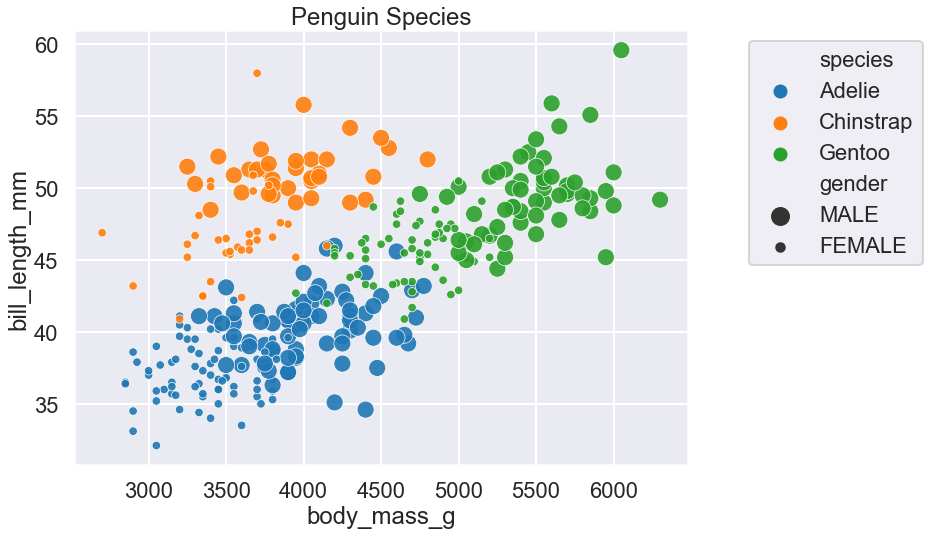 Penguin Species
60
55
50
45
40
35
bill_length_mm
3000 3500 4000 4500 5000 5500 6000
body_mass_g
species
Adelie
Chinstrap
Gentoo
gender
MALE
FEMALE